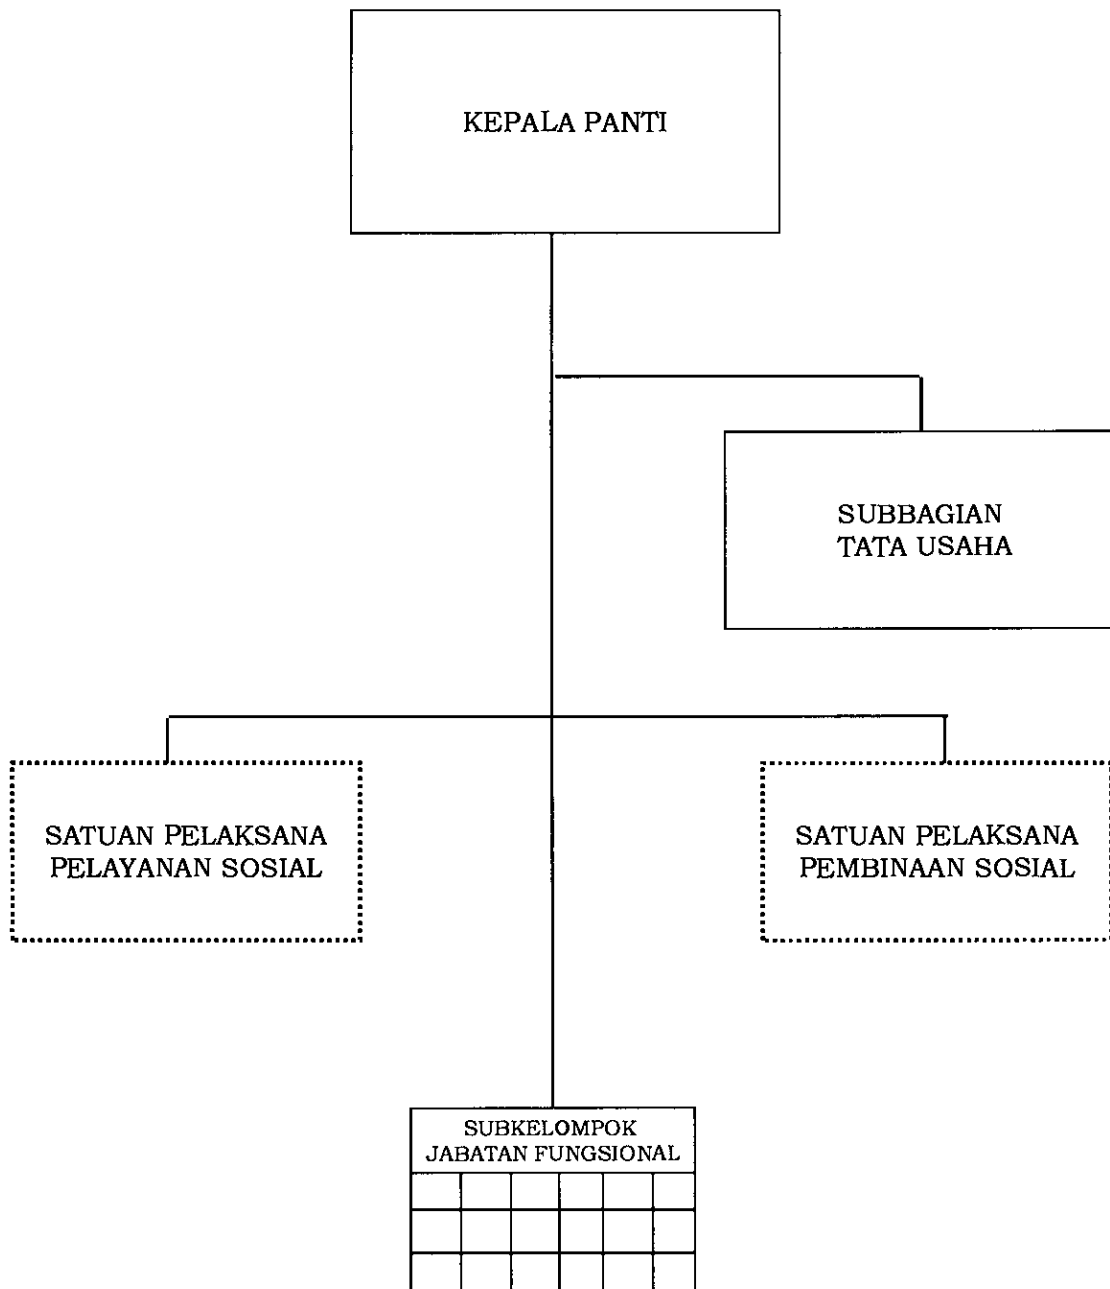 KEPALA PANTI
SUBBAGIAN
TATA USAHA
SATUAN PELAKSANA
PELAYANAN SOSIAL
SATUAN PELAKSANA
PEMBINAAN SOSIAL
SUBKELOMPOK
JABATAN FUNGSIONAL